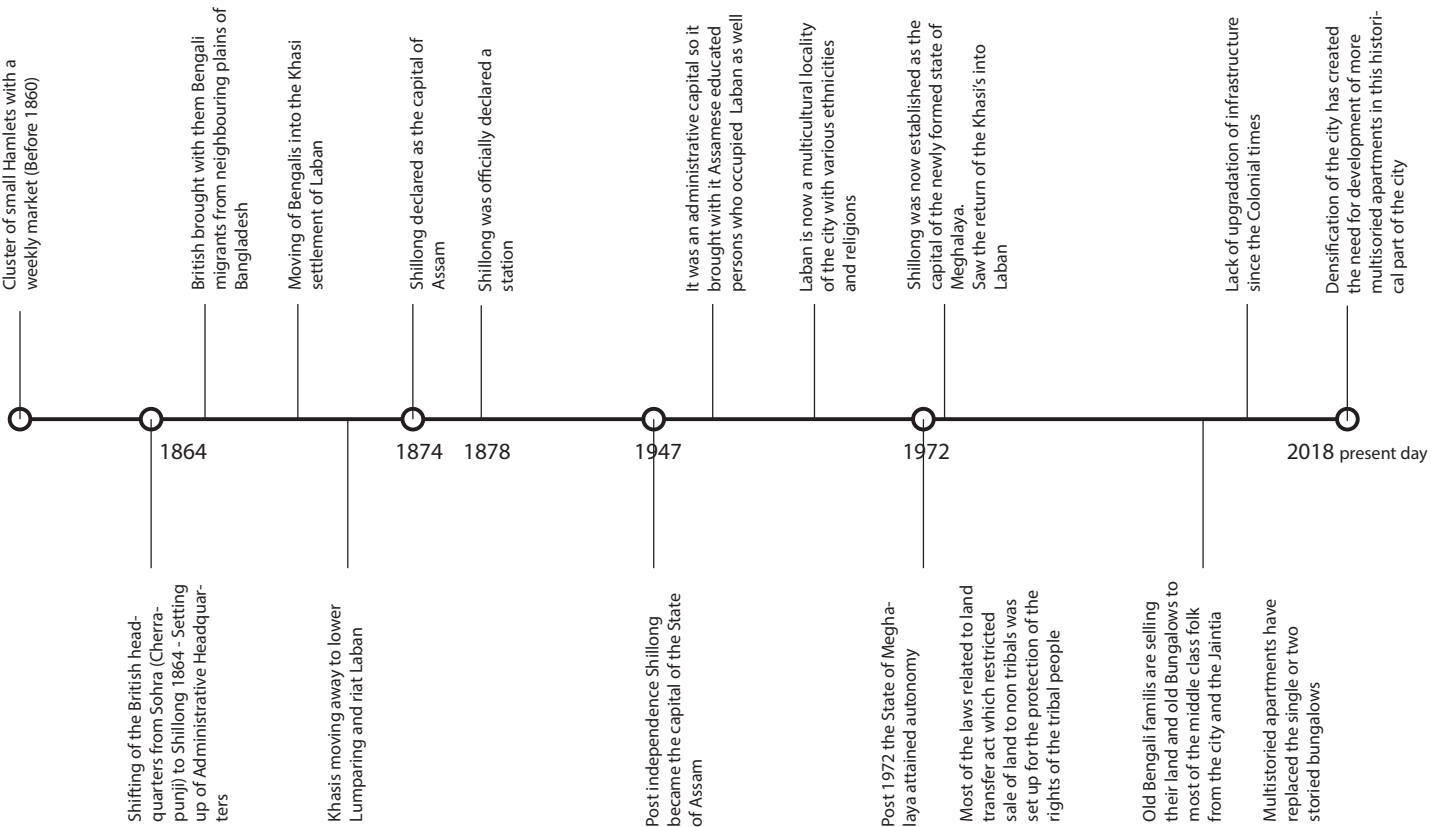 Cluster of small Hamlets with a
weekly market (Before 1860)
British brought with them Bengali
migrants from neighbouring plains of
Bangladesh
Moving of Bengalis into the Khasi
settlement of Laban
Shillong declared as the capital of
Assam
Shillong was officially declared a
station
It was an administrative capital so it
brought with it Assamese educated
persons who occupied Laban as well
Laban is now a multicultural locality
of the city with various ethnicities
and religions
Shillong was now established as the
capital of the newly formed state of
Meghalaya.
Saw the return of the Khasi's into
Laban
Lack of upgradation of infrastructure
since the Colonial times
Densification of the city has created
the need for development of more
multisoried apartments in this histori-
cal part of the city
1864
1874
1878
1947
1972
2018 present day
Shifting of the British head-
quarters from Sohra (Cherra-
punji) to Shillong 1864 - Setting
up of Administrative Headquar-
ters
Khasis moving away to lower
Lumparing and riat Laban
Post independence Shillong
became the capital of the State
of Assam
Post 1972 the State of Megha-
laya attained autonomy
Most of the laws related to land
transfer act which restricted
sale of land to non tribals was
set up for the protection of the
rights of the tribal people
Old Bengali familis are selling
their land and old Bungalows to
most of the middle class folk
from the city and the Jaintia
Multistoried apartments have
replaced the single or two
storied bungalows